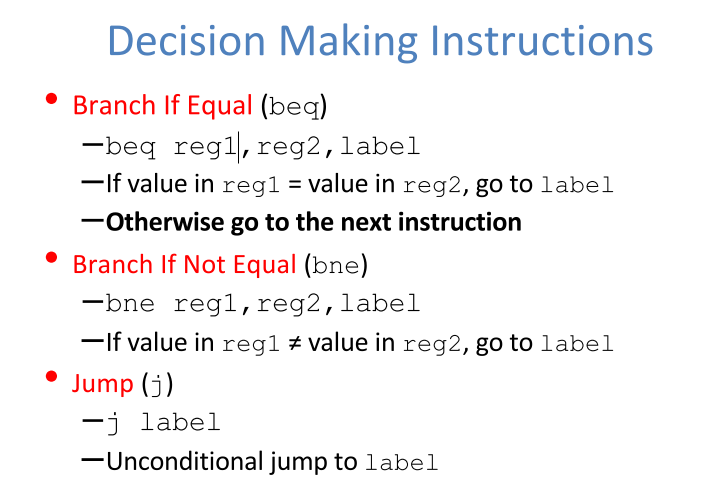 Decision Making Instructions
• Branch If Equal (beq)
–beq reg1,reg2,label
–If value in reg1 = value in reg2, go to label
–Otherwise go to the next instruction
• Branch If Not Equal (bne)
–bne reg1,reg2,label
–If value in reg1 ≠ value in reg2, go to label
• Jump (j)
–j label
–Unconditional jump to label